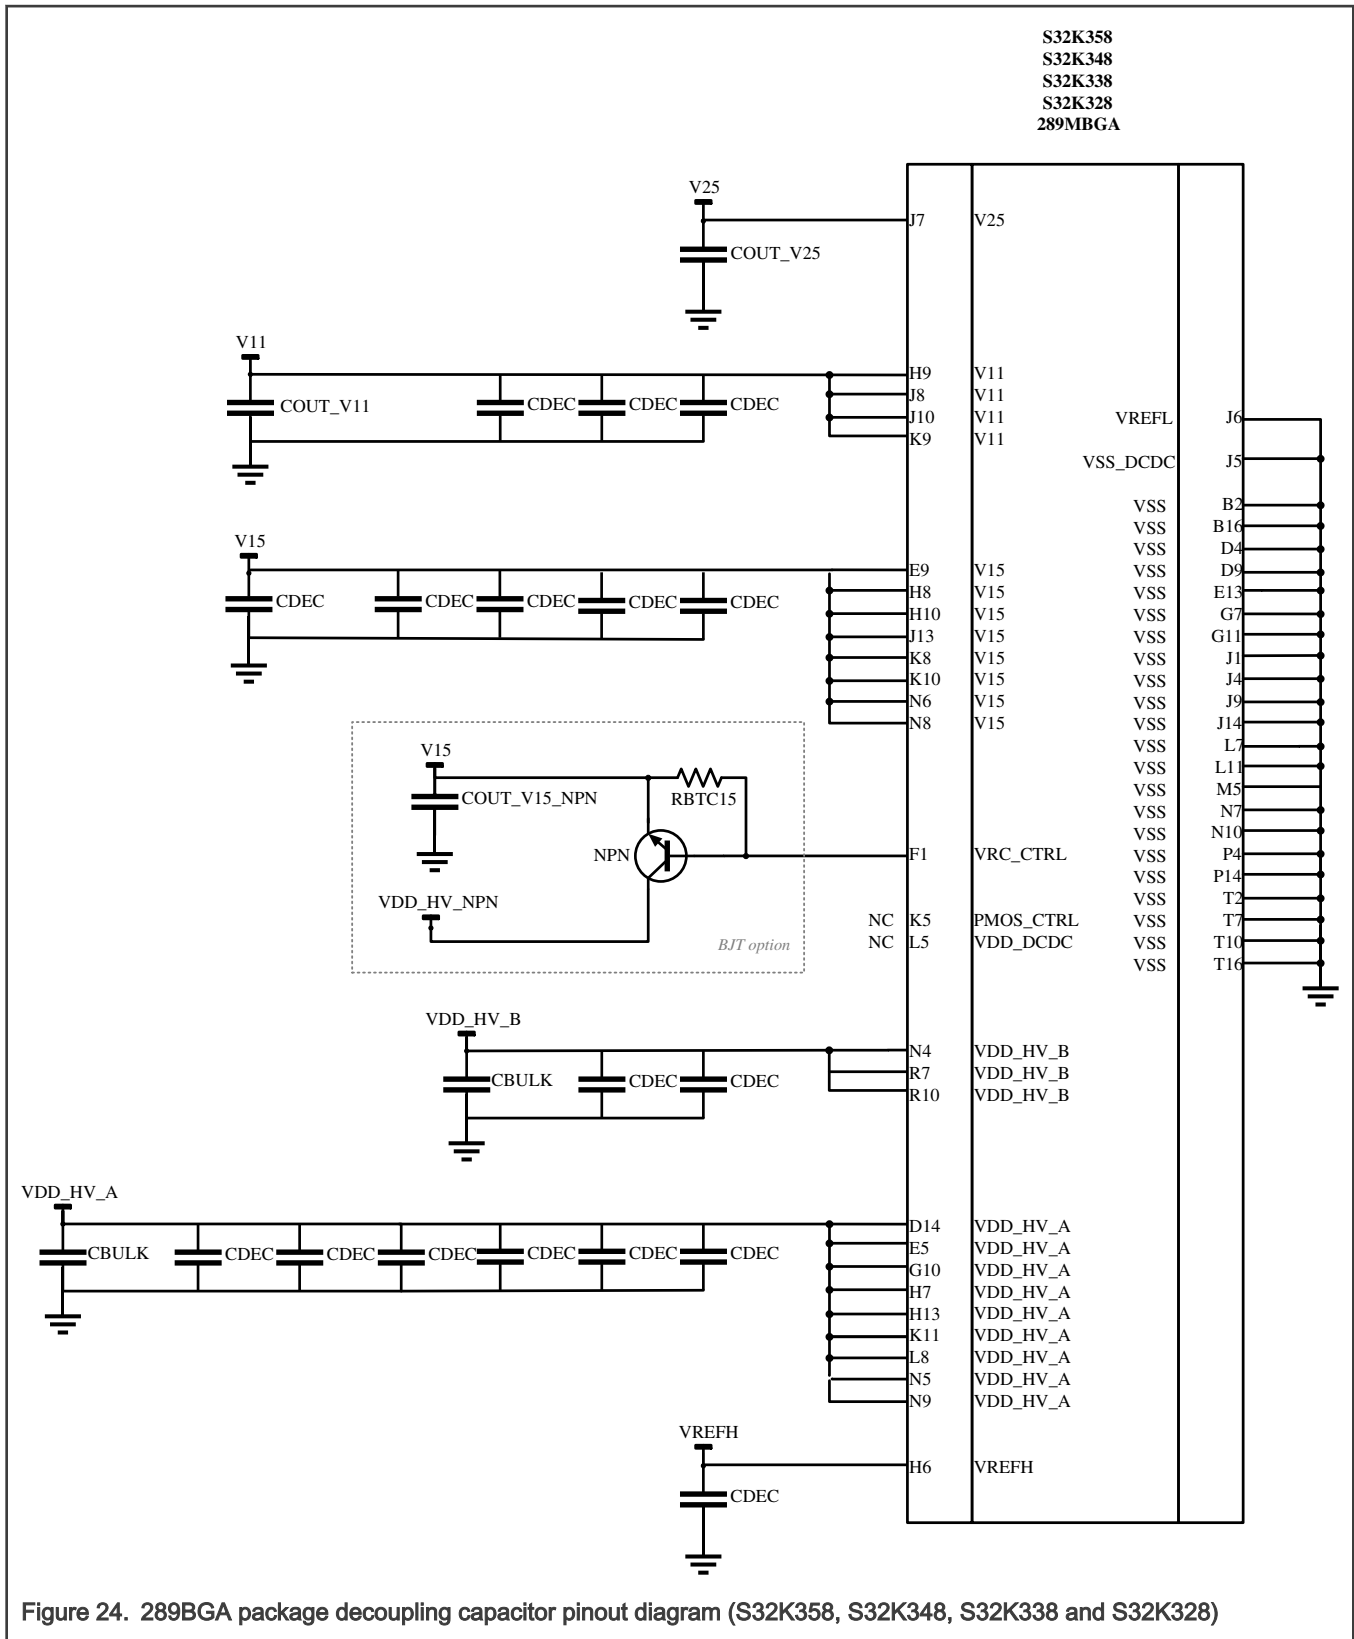 S32K358
S32K348
S32K338
S32K328
289MBGA
V25
J7 V25
COUT_V25
V11
H9 V11
COUT_V11 CDEC CDEC CDEC
J8 V11
J10 V11
K9 V11
VREFL J6
VSS_DCDC J5
VSS B2
VSS B16
VSS D4
VSS D9
VSS E13
VSS G7
VSS G11
VSS J1
VSS J4
VSS J9
VSS J14
VSS L7
VSS L11
VSS M5
VSS N7
VSS N10
VSS P4
VSS P14
VSS T2
VSS T7
VSS T10
VSS T16
V15
CDEC CDEC CDEC CDEC CDEC
E9 V15
H8 V15
H10 V15
J13 V15
K8 V15
K10 V15
N6 V15
N8 V15
V15
COUT_V15_NPN
RBTC15
NPN
VDD_HV_NPN
BJT option
F1 VRC_CTRL
NC K5 PMOS_CTRL
NC L5 VDD_DCDC
VDD_HV_B
CBULK CDEC CDEC
N4 VDD_HV_B
R7 VDD_HV_B
R10 VDD_HV_B
VDD_HV_A
CBULK CDEC CDEC CDEC CDEC CDEC CDEC
D14 VDD_HV_A
E5 VDD_HV_A
G10 VDD_HV_A
H7 VDD_HV_A
H13 VDD_HV_A
K11 VDD_HV_A
L8 VDD_HV_A
N5 VDD_HV_A
N9 VDD_HV_A
VREFH
H6 VREFH
CDEC
Figure 24. 289BGA package decoupling capacitor pinout diagram (S32K358, S32K348, S32K338 and S32K328)